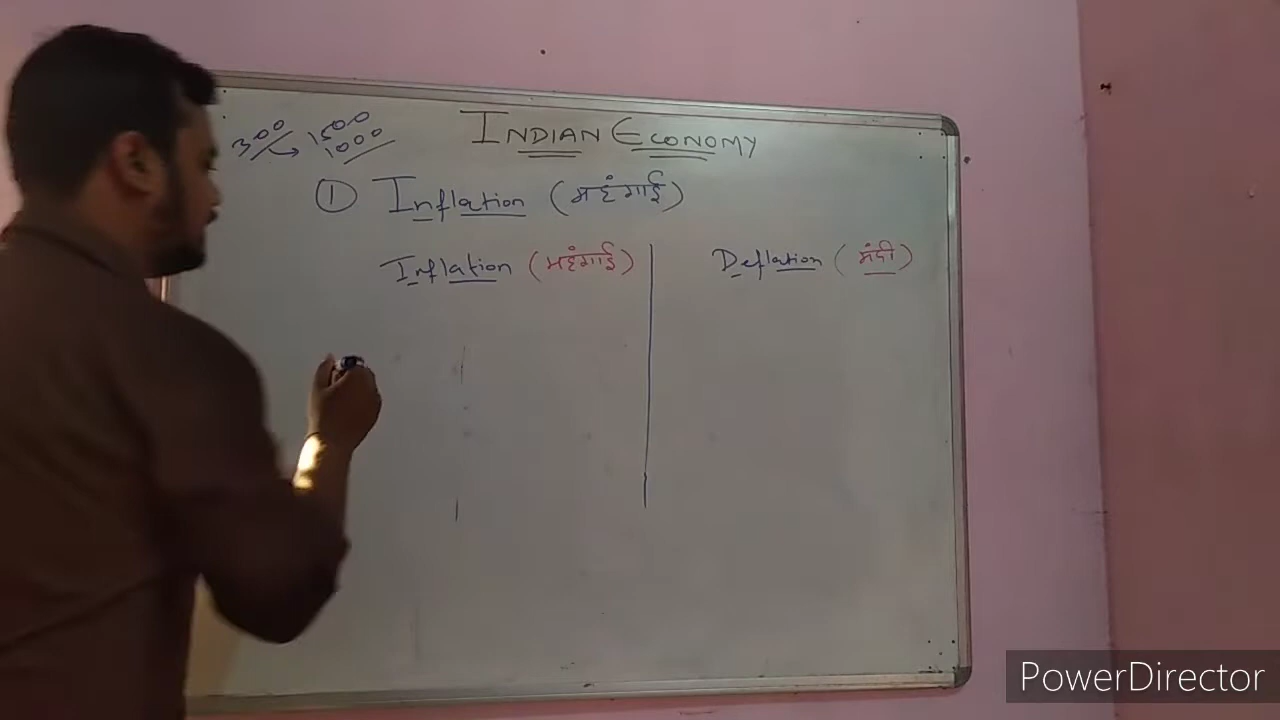 INDIAN ECONOMY
300 → 1500
1000
① Inflation (महंगाई)
Inflation (महंगाई)
Deflation (मंदी)
PowerDirector